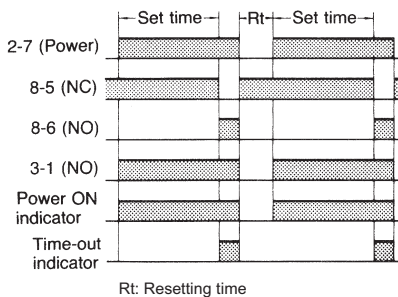 Set time Rt Set time
2-7 (Power)
8-5 (NC)
8-6 (NO)
3-1 (NO)
Power ON
indicator
Time-out
indicator
Rt: Resetting time